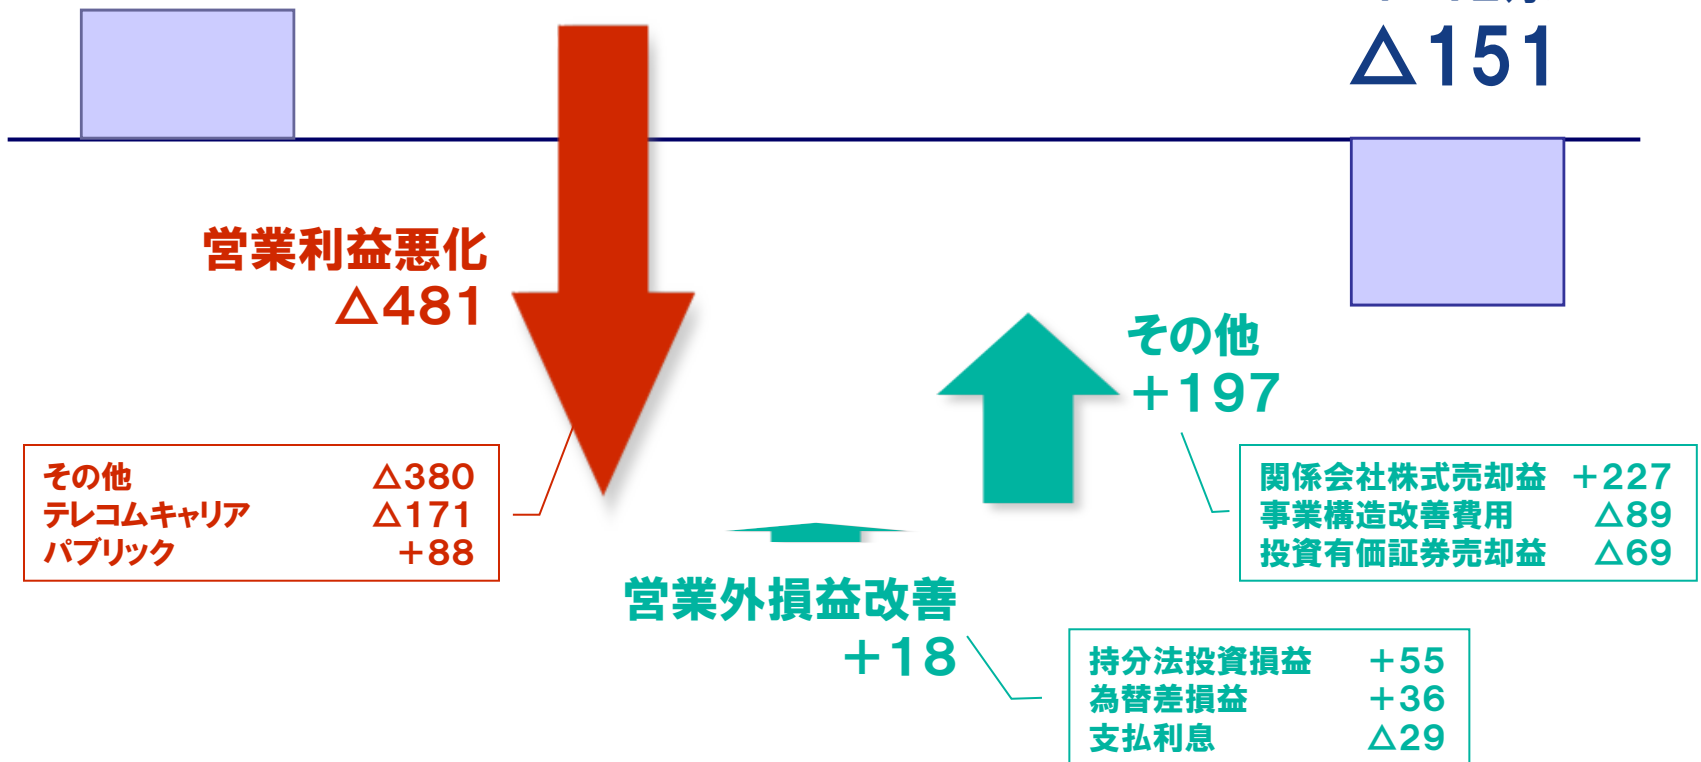 △151
営業利益悪化
△481
その他 △380
テレコムキャリア △171
パブリック +88
その他
+197
関係会社株式売却益 +227
事業構造改善費用 △89
投資有価証券売却益 △69
営業外損益改善
+18
持分法投資損益 +55
為替差損益 +36
支払利息 △29